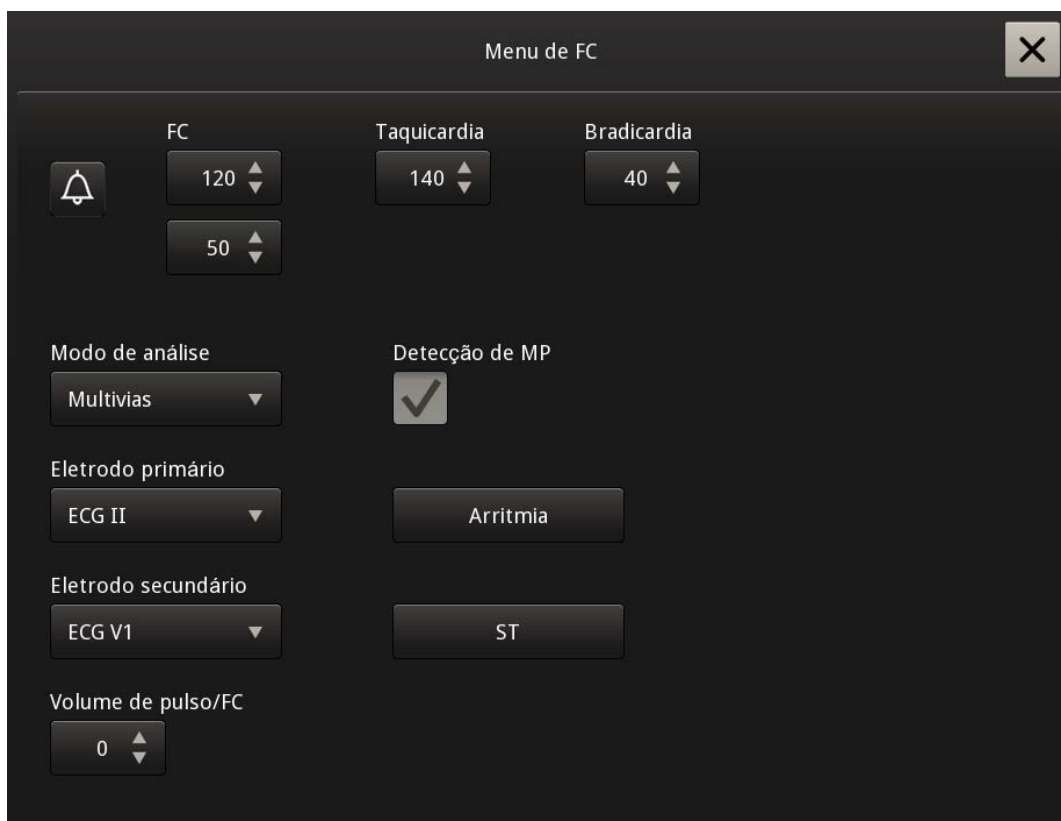 Menu de FC
FC Taquicardia Bradicardia
120 140 40
50
Modo de análise Detecção de MP
Multivias
Eletrodo primário
ECG II Arritmia
Eletrodo secundário
ECG V1 ST
Volume de pulso/FC
0